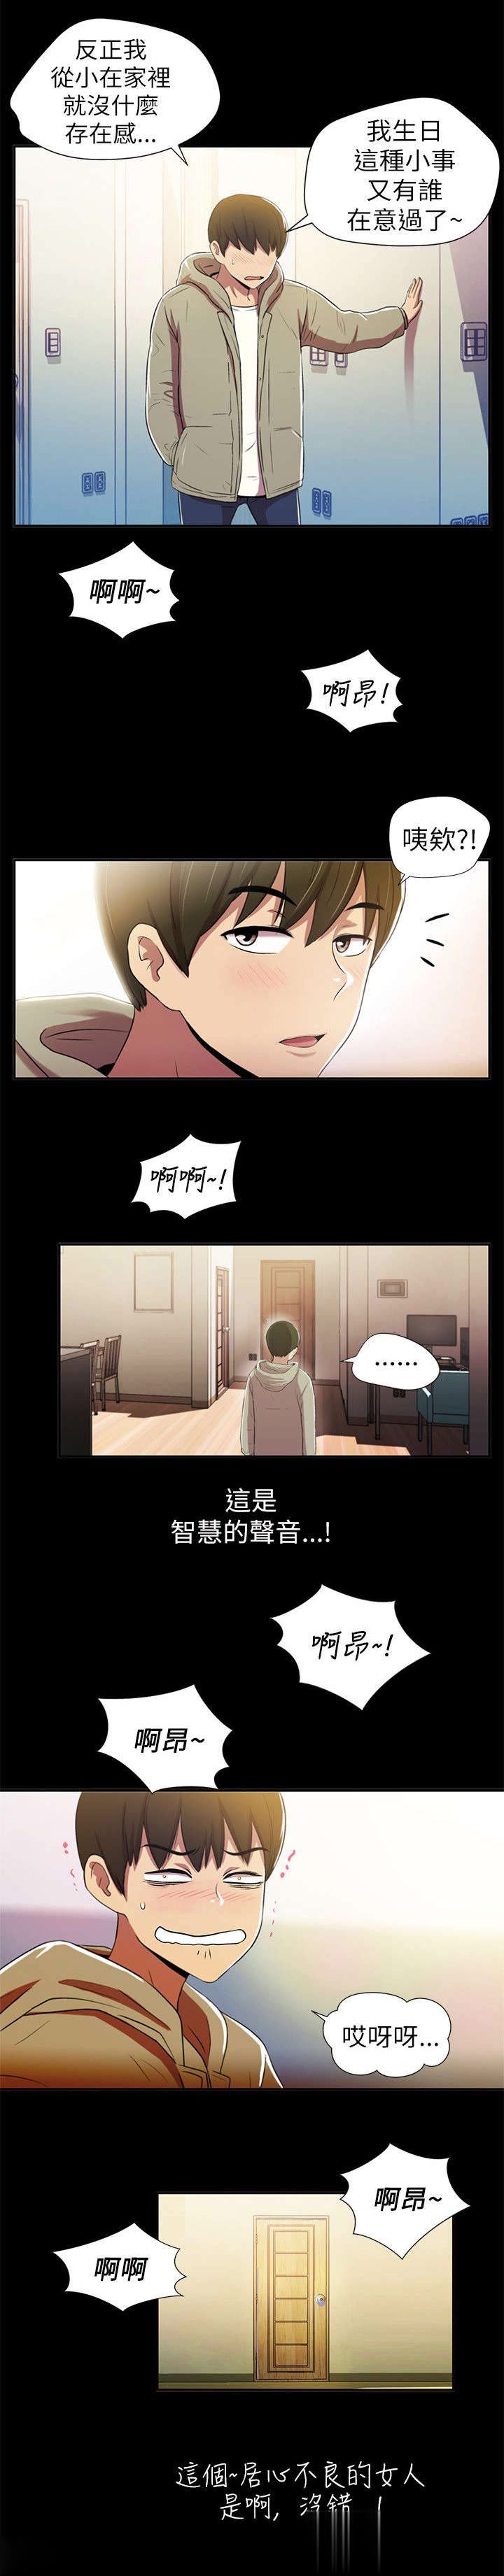 反正我
從小在家裡
就沒什麼
存在感...
我生日
這種小事
又有誰
在意過了~
啊啊~
啊昂!
咦欸?!
啊啊~!
......
這是
智慧的聲音...!
啊昂~!
啊昂~
哎呀呀...
啊昂~
啊啊
這個~居心不良的女人
是啊, 沒錯